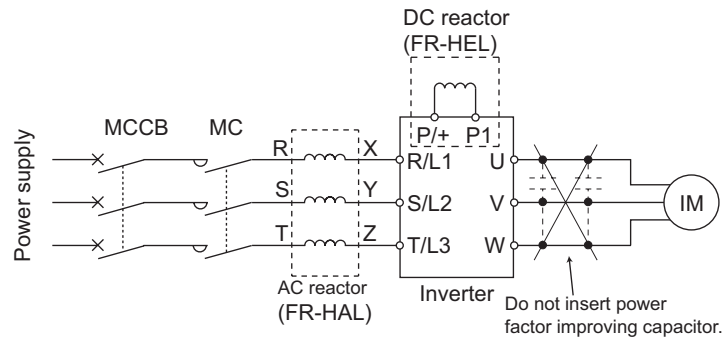 DC reactor
(FR-HEL)
MCCB
MC
P/+
P1
Power supply
R
X
R/L1
U
S
Y
S/L2
V
IM
T
Z
T/L3
W
AC reactor
(FR-HAL)
Inverter
Do not insert power
factor improving capacitor.